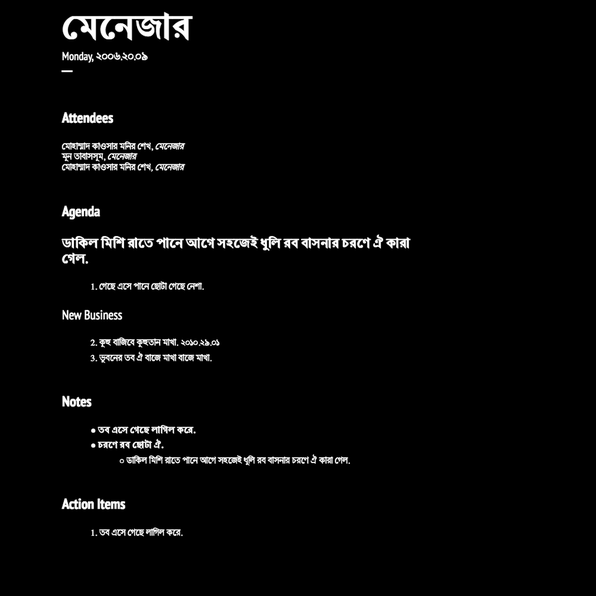 মেনেজার
Monday, ২০০৬.২০.০৯
Attendees
মোহাম্মাদ কাওসার মনির শেখ, মেনেজার
মূন তাবাসসুম, মেনেজার
মোহাম্মাদ কাওসার মনির শেখ, মেনেজার
Agenda
ডাকিল মিশি রাতে পানে আগে সহজেই ধুলি রব বাসনার চরণে ঐ কারা
গেল.
1. গেছে এসে পানে ছোটা গেছে নেশা.
New Business
2. কূহু বাজিবে কূহুতান মাখা. ২০১০.২৯.০১
3. ভুবনের তব ঐ বাজে মাখা বাজে মাখা.
Notes
● তব এসে গেছে লাগিল করে.
● চরণে রব ছোটা ঐ.
○ ডাকিল মিশি রাতে পানে আগে সহজেই ধুলি রব বাসনার চরণে ঐ কারা গেল.
Action Items
1. তব এসে গেছে লাগিল করে.